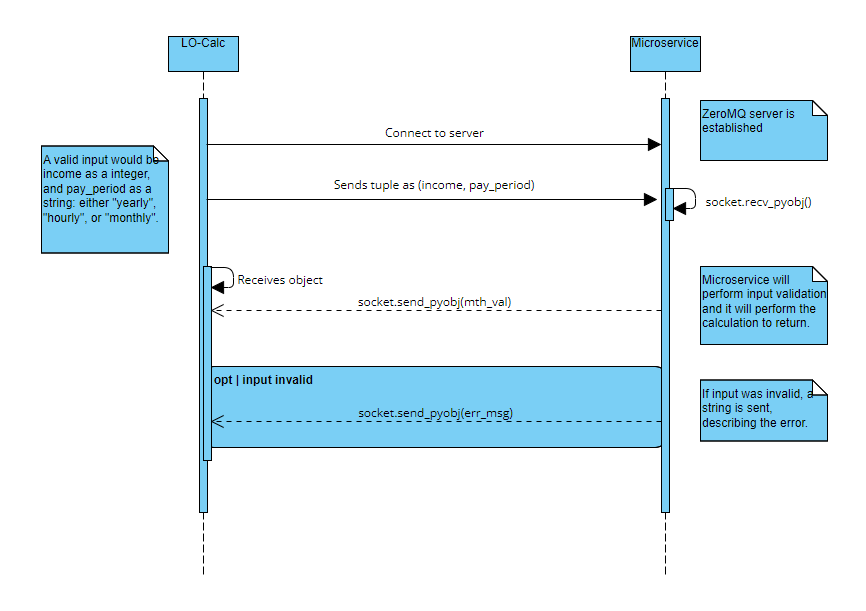 LO-Calc
Microservice
ZeroMQ server is
established
Connect to server
A valid input would be
income as a integer,
and pay_period as a
string: either "yearly",
"hourly", or "monthly".
Sends tuple as (income, pay_period)
socket.recv_pyobj()
Receives object
socket.send_pyobj(mth_val)
Microservice will
perform input validation
and it will perform the
calculation to return.
opt | input invalid
socket.send_pyobj(err_msg)
If input was invalid, a
string is sent,
describing the error.